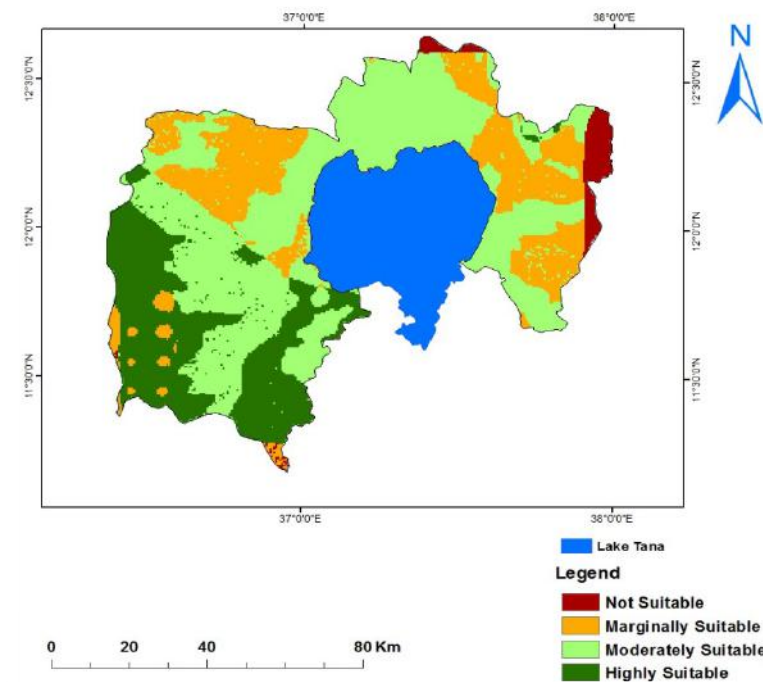 37°0'0"E
38°0'0"E
N
12°30'0"N
12°30'0"N
12°0'0"N
12°0'0"N
11°30'0"N
11°30'0"N
37°0'0"E
38°0'0"E
Lake Tana
Legend
Not Suitable
Marginally Suitable
Moderately Suitable
Highly Suitable
0 20 40 80 Km